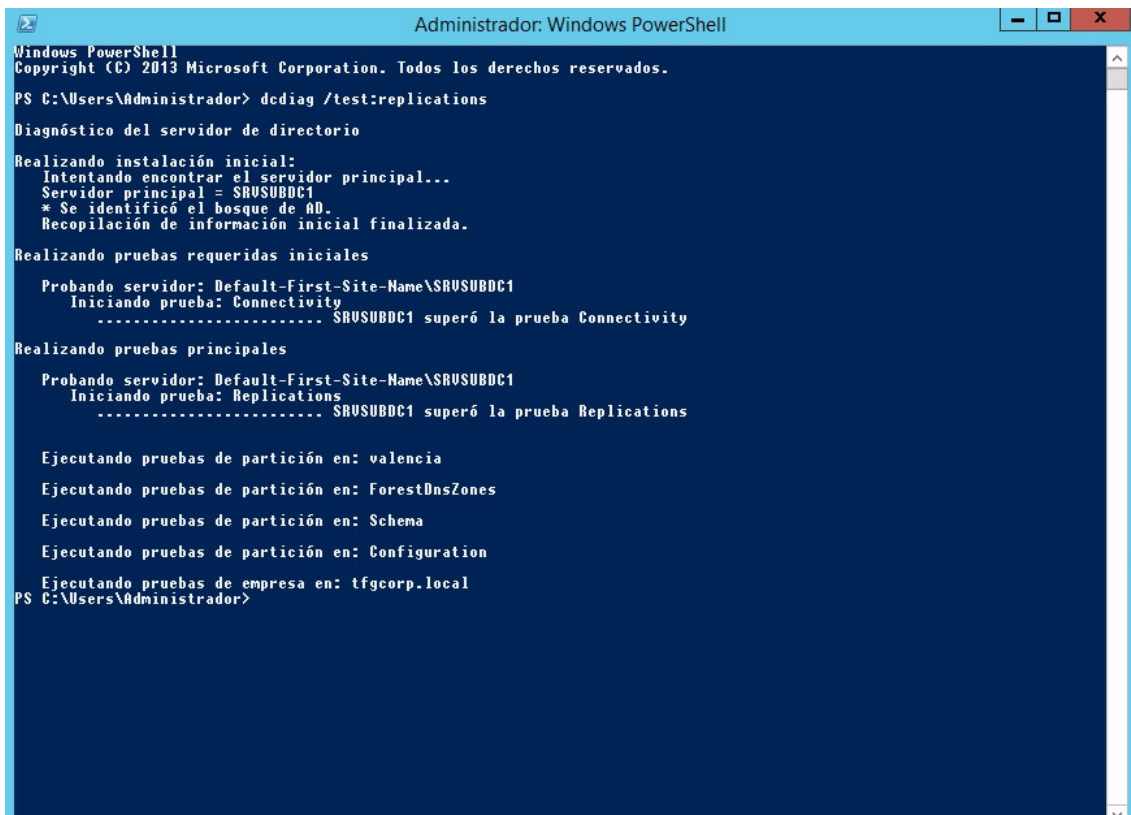 Administrador: Windows PowerShell
Windows PowerShell
Copyright (C) 2013 Microsoft Corporation. Todos los derechos reservados.
PS C:\Users\Administrador> dcdiag /test:replications
Diagnóstico del servidor de directorio
Realizando instalación inicial:
Intentando encontrar el servidor principal...
Servidor principal = SRVSUBDC1
* Se identificó el bosque de AD.
Recopilación de información inicial finalizada.
Realizando pruebas requeridas iniciales
Probando servidor: Default-First-Site-Name\SRVSUBDC1
Iniciando prueba: Connectivity
......................... SRVSUBDC1 superó la prueba Connectivity
Realizando pruebas principales
Probando servidor: Default-First-Site-Name\SRVSUBDC1
Iniciando prueba: Replications
......................... SRVSUBDC1 superó la prueba Replications
Ejecutando pruebas de partición en: valencia
Ejecutando pruebas de partición en: ForestDnsZones
Ejecutando pruebas de partición en: Schema
Ejecutando pruebas de partición en: Configuration
Ejecutando pruebas de empresa en: tfgcorp.local
PS C:\Users\Administrador>